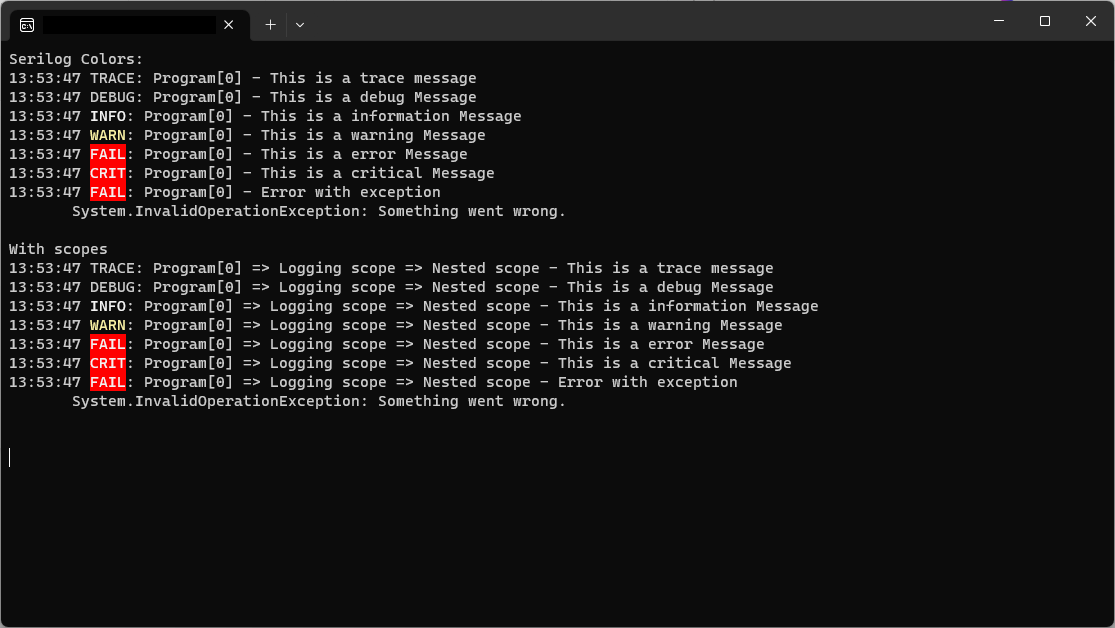 Serilog Colors:
13:53:47 TRACE: Program[0] - This is a trace message
13:53:47 DEBUG: Program[0] - This is a debug Message
13:53:47 INFO: Program[0] - This is a information Message
13:53:47 WARN: Program[0] - This is a warning Message
13:53:47 FAIL: Program[0] - This is a error Message
13:53:47 CRIT: Program[0] - This is a critical Message
13:53:47 FAIL: Program[0] - Error with exception
System.InvalidOperationException: Something went wrong.
With scopes
13:53:47 TRACE: Program[0] => Logging scope => Nested scope - This is a trace message
13:53:47 DEBUG: Program[0] => Logging scope => Nested scope - This is a debug Message
13:53:47 INFO: Program[0] => Logging scope => Nested scope - This is a information Message
13:53:47 WARN: Program[0] => Logging scope => Nested scope - This is a warning Message
13:53:47 FAIL: Program[0] => Logging scope => Nested scope - This is a error Message
13:53:47 CRIT: Program[0] => Logging scope => Nested scope - This is a critical Message
13:53:47 FAIL: Program[0] => Logging scope => Nested scope - Error with exception
System.InvalidOperationException: Something went wrong.